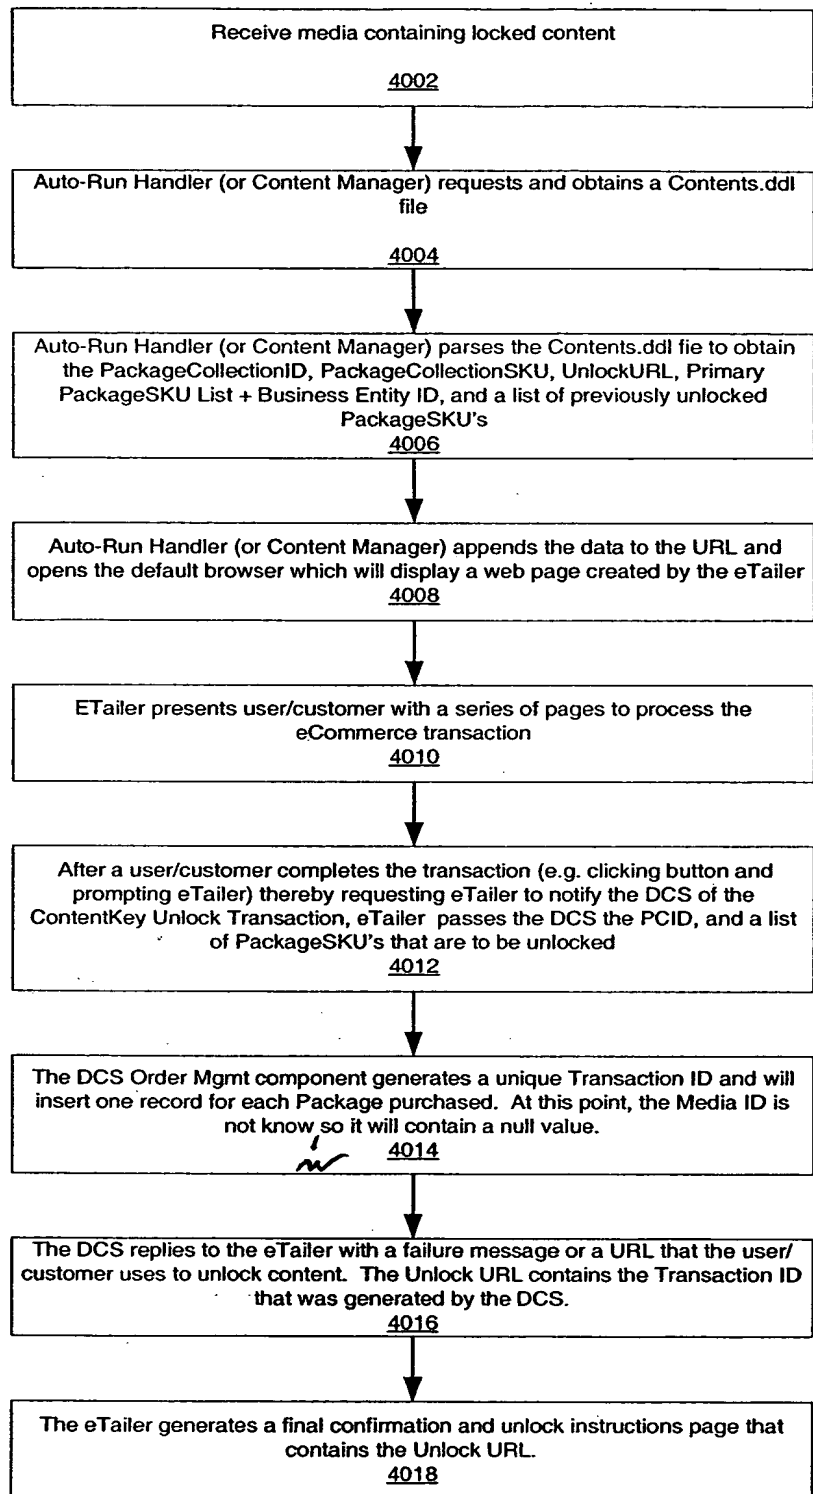 Receive media containing locked content
4002
Auto-Run Handler (or Content Manager) requests and obtains a Contents.ddl
file
4004
Auto-Run Handler (or Content Manager) parses the Contents.ddl fie to obtain
the PackageCollectionID, PackageCollectionSKU, UnlockURL, Primary
PackageSKU List + Business Entity ID, and a list of previously unlocked
PackageSKU's
4006
Auto-Run Handler (or Content Manager) appends the data to the URL and
opens the default browser which will display a web page created by the eTailer
4008
ETailer presents user/customer with a series of pages to process the
eCommerce transaction
4010
After a user/customer completes the transaction (e.g. clicking button and
prompting eTailer) thereby requesting eTailer to notify the DCS of the
ContentKey Unlock Transaction, eTailer passes the DCS the PCID, and a list
of PackageSKU's that are to be unlocked
4012
The DCS Order Mgmt component generates a unique Transaction ID and will
insert one record for each Package purchased. At this point, the Media ID is
not know so it will contain a null value.
4014
The DCS replies to the eTailer with a failure message or a URL that the user/
customer uses to unlock content. The Unlock URL contains the Transaction ID
that was generated by the DCS.
4016
The eTailer generates a final confirmation and unlock instructions page that
contains the Unlock URL.
4018